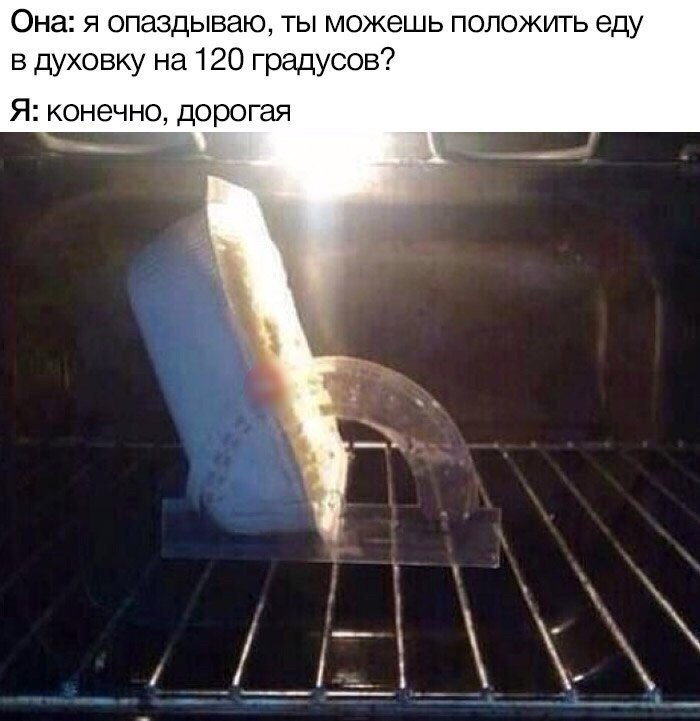 Она: я опаздываю, ты можешь положить еду
в духовку на 120 градусов?
Я: конечно, дорогая